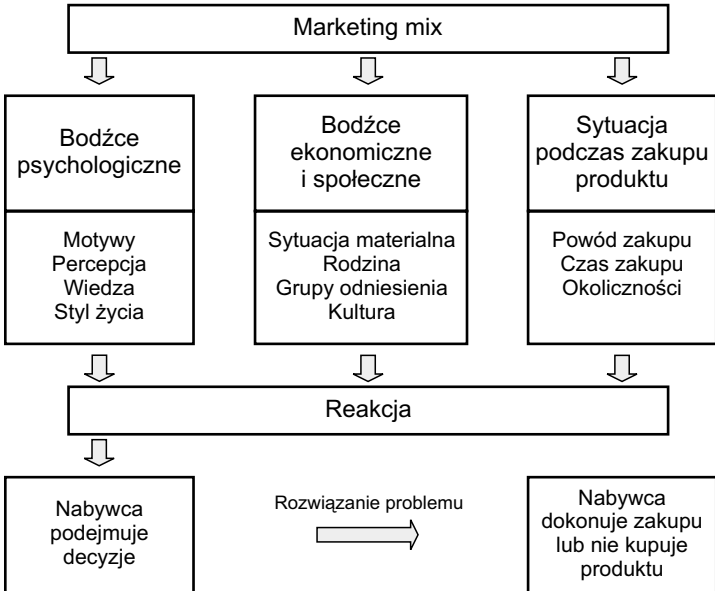 Marketing mix
Bodźce
psychologiczne
Bodźce
ekonomiczne
i społeczne
Sytuacja
podczas zakupu
produktu
Motywy
Percepcja
Wiedza
Styl życia
Sytuacja materialna
Rodzina
Grupy odniesienia
Kultura
Powód zakupu
Czas zakupu
Okoliczności
Reakcja
Nabywca
podejmuje
decyzje
Rozwiązanie problemu
Nabywca
dokonuje zakupu
lub nie kupuje
produktu